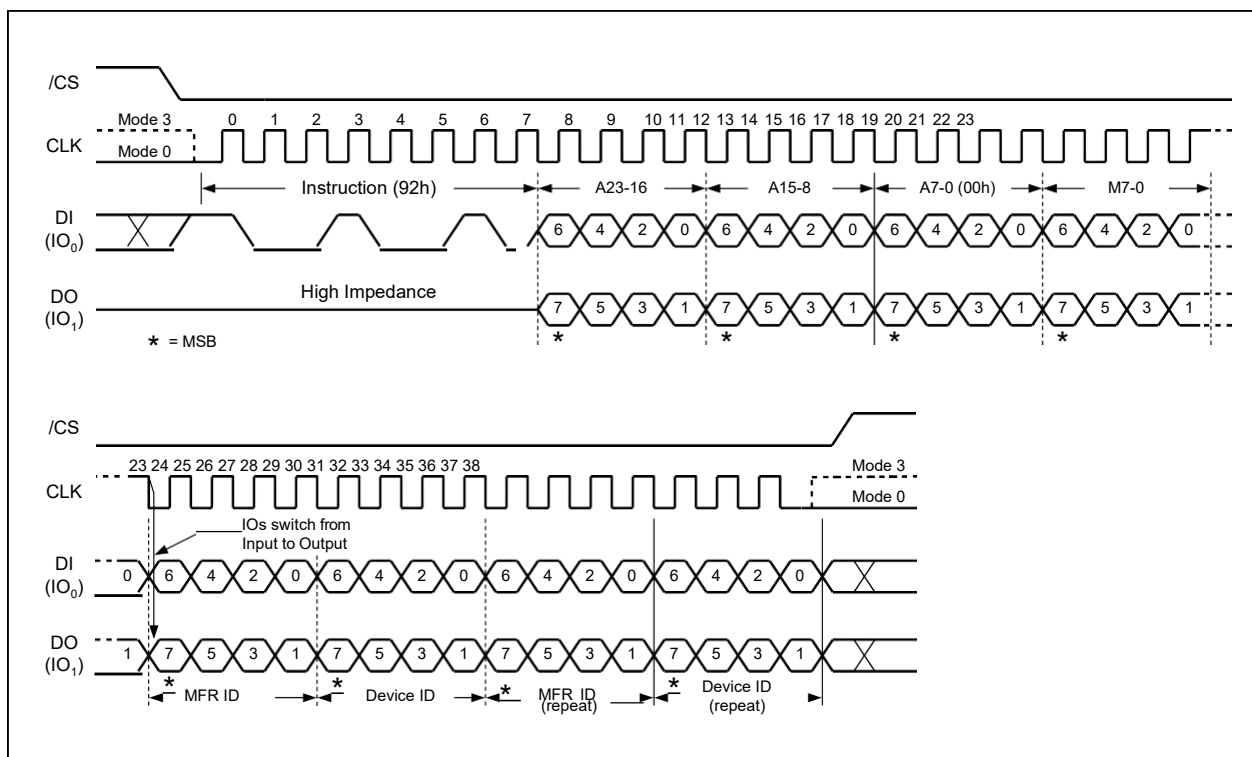 /CS
Mode 3 0 1 2 3 4 5 6 7 8 9 10 11 12 13 14 15 16 17 18 19 20 21 22 23
CLK
Mode 0
Instruction (92h) A23-16 A15-8 A7-0 (00h) M7-0
DI
(IO0)
6 4 2 0 6 4 2 0 6 4 2 0 6 4 2 0
High Impedance
DO
(IO1)
7 5 3 1 7 5 3 1 7 5 3 1 7 5 3 1
* * * *
* = MSB
/CS
23 24 25 26 27 28 29 30 31 32 33 34 35 36 37 38 Mode 3
CLK
Mode 0
IOs switch from
Input to Output
DI
(IO0)
0 6 4 2 0 6 4 2 0 6 4 2 0 6 4 2 0
DO
(IO1)
1 7 5 3 1 7 5 3 1 7 5 3 1 7 5 3 1
* * * *
MFR ID Device ID MFR ID
(repeat)
Device ID
(repeat)